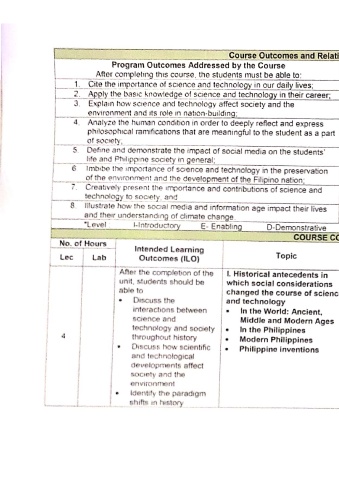 Course Outcomes and Relati
Program Outcomes Addressed by the Course
After completing this course, the students must be able to:
1. Cite the importance of science and technology in our daily lives;
2. Apply the basic knowledge of science and technology in their career;
3. Explain how science and technology affect society and the
environment and its role in nation-building;
4. Analyze the human condition in order to deeply reflect and express
philosophical ramifications that are meaningful to the student as a part
of society;
5. Define and demonstrate the impact of social media on the students'
life and Philippine society in general;
6. Imbibe the importance of science and technology in the preservation
of the environment and the development of the Filipino nation;
7. Creatively present the importance and contributions of science and
technology to society; and
8. Illustrate how the social media and information age impact their lives
and their understanding of climate change
*Level I-Introductory E- Enabling D-Demonstrative
COURSE CO
No. of Hours
Lec Lab
Intended Learning
Outcomes (ILO)
Topic
4
After the completion of the
unit, students should be
able to
• Discuss the
interactions between
science and
technology and society
throughout history
• Discuss how scientific
and technological
developments affect
society and the
environment
• Identify the paradigm
shifts in history
I. Historical antecedents in
which social considerations
changed the course of scienc
and technology
• In the World: Ancient,
Middle and Modern Ages
• In the Philippines
• Modern Philippines
• Philippine inventions